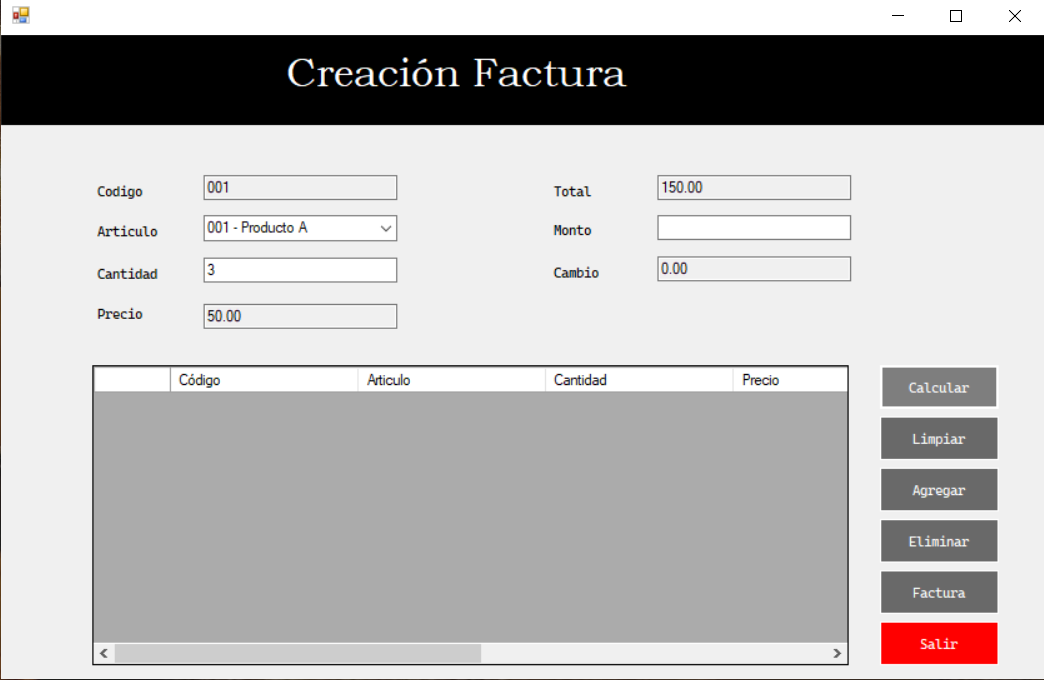 Creación Factura
Codigo 001
Total 150.00
Articulo 001 - Producto A
Monto
Cantidad 3
Cambio 0.00
Precio 50.00
Código Articulo Cantidad Precio
Calcular
Limpiar
Agregar
Eliminar
Factura
Salir